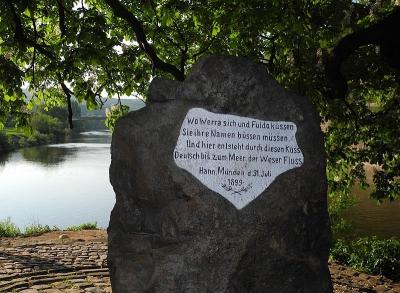 Wo Werra sich und Fulda küssen
Sie ihre Namen büssen müssen.
Und hier entsteht durch diesen Kuss
Deutsch bis zum Meer der Weser Fluss.
Hann. Münden d. 31. Juli
1899